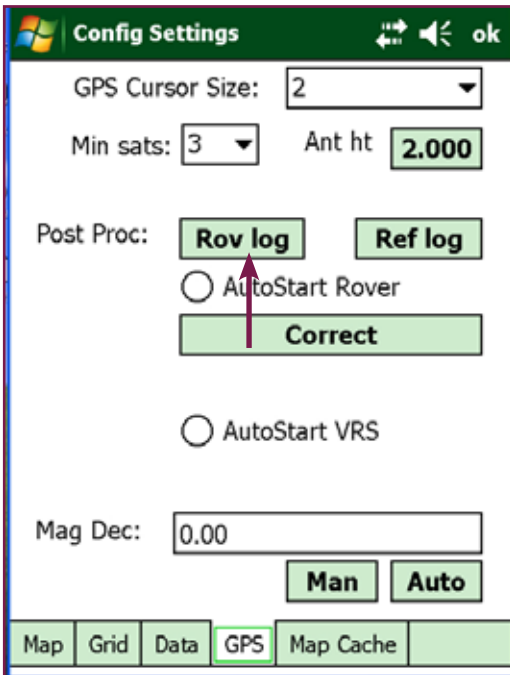 Config Settings ok
GPS Cursor Size: 2
Min sats: 3 Ant ht 2.000
Post Proc: Rov log Ref log
AutoStart Rover
Correct
AutoStart VRS
Mag Dec: 0.00
Man Auto
Map Grid Data GPS Map Cache